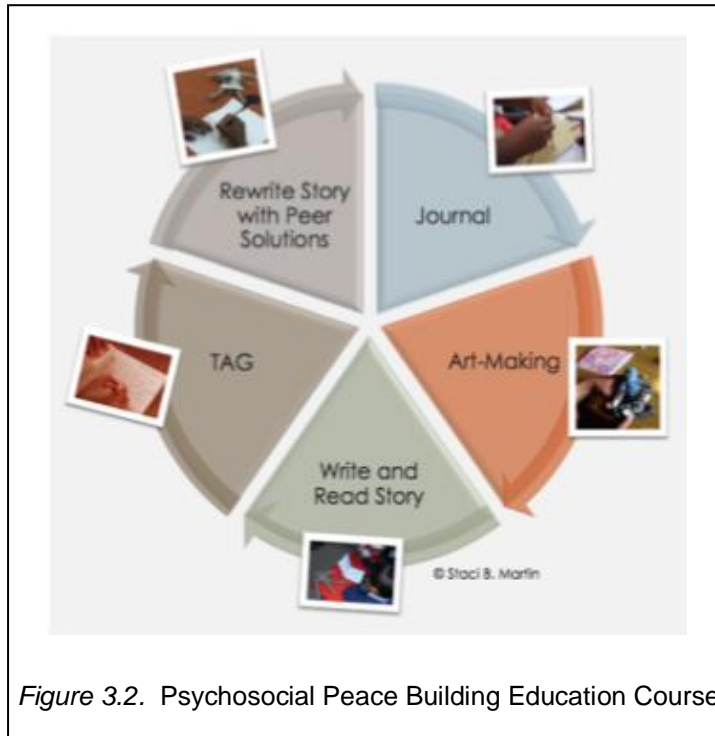 Rewrite Story
with Peer
Solutions
Journal
TAG
Art-Making
Write and
Read Story
© Staci B. Martin
Figure 3.2. Psychosocial Peace Building Education Course